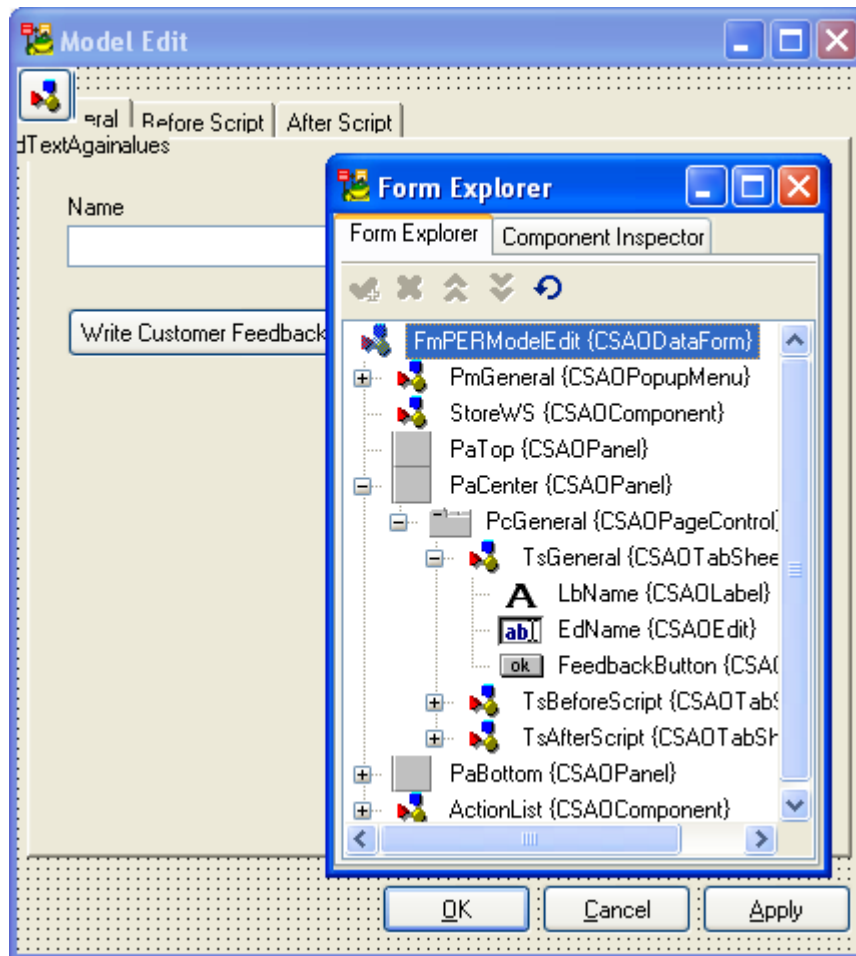 Model Edit
eral Before Script After Script
dTextAgainalues
Name
Write Customer Feedback
Form Explorer
Form Explorer Component Inspector
FmPERModelEdit {CSAODataForm}
PmGeneral {CSAOPopupMenu}
StoreWS {CSAOComponent}
PaTop {CSAOPanel}
PaCenter {CSAOPanel}
PcGeneral {CSAOPageControl}
TsGeneral {CSAOTabShee
A LbName {CSAOLabel}
ab EdName {CSAOEdit}
ok FeedbackButton {CSA
TsBeforeScript {CSAOTabS
TsAfterScript {CSAOTabSh
PaBottom {CSAOPanel}
ActionList {CSAOComponent}
OK Cancel Apply